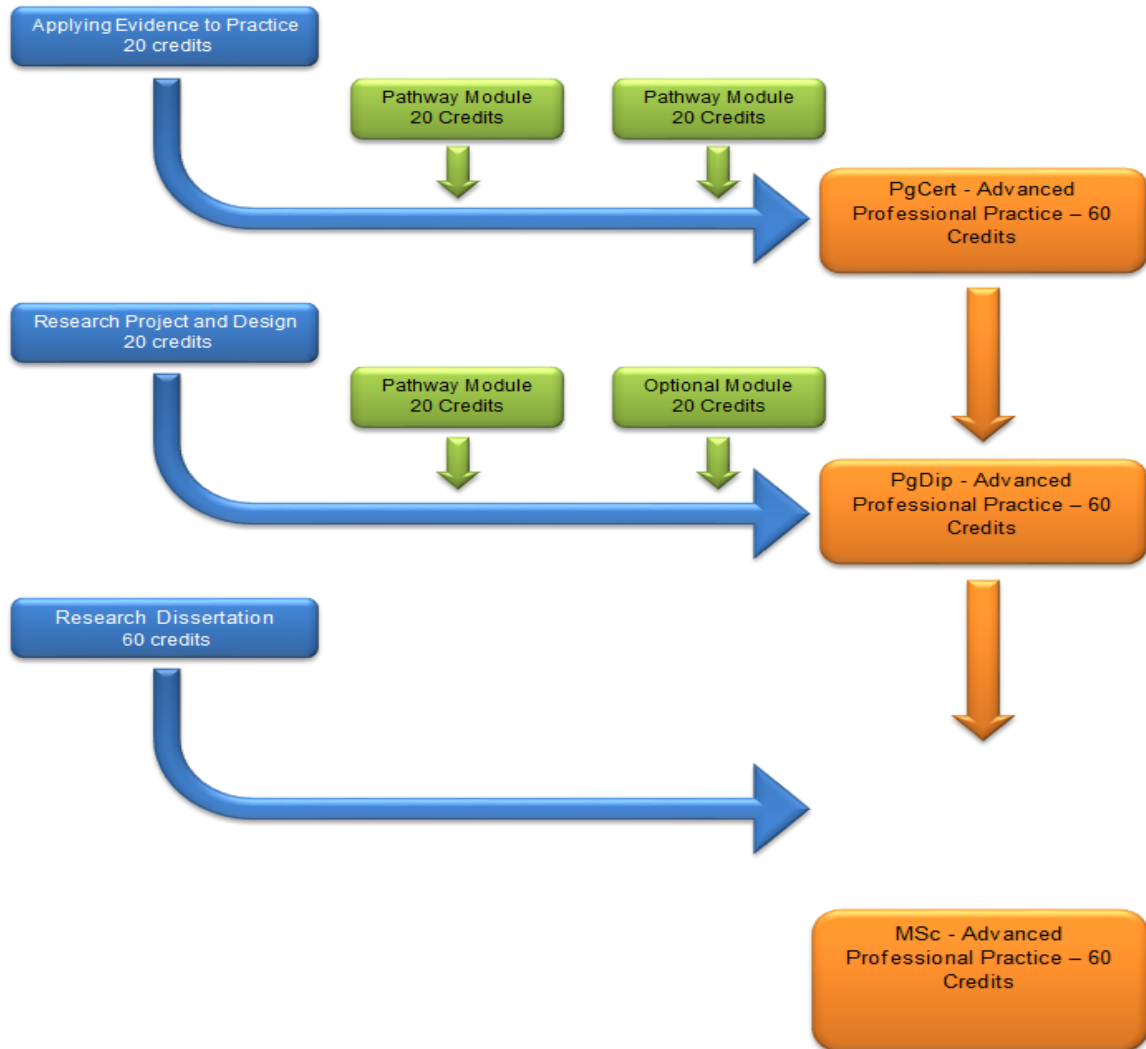 Applying Evidence to Practice
20 credits
Pathway Module
20 Credits
Pathway Module
20 Credits
PgCert - Advanced
Professional Practice – 60
Credits
Research Project and Design
20 credits
Pathway Module
20 Credits
Optional Module
20 Credits
PgDip - Advanced
Professional Practice – 60
Credits
Research Dissertation
60 credits
MSc - Advanced
Professional Practice – 60
Credits